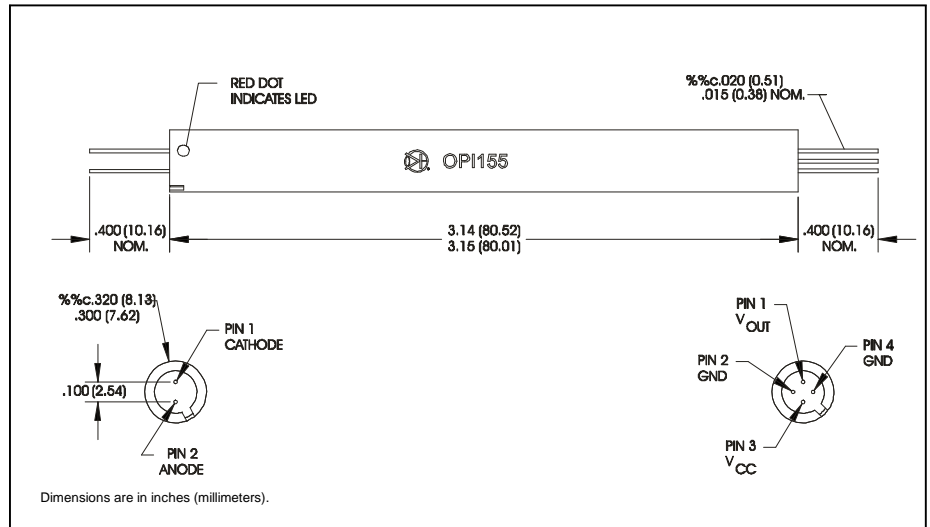 RED DOT
INDICATES LED
%%c.020 (0.51)
.015 (0.38) NOM.
OPI155
.400 (10.16)
NOM.
3.14 (80.52)
3.15 (80.01)
.400 (10.16)
NOM.
%%c.320 (8.13)
.300 (7.62)
PIN 1
CATHODE
.100 (2.54)
PIN 2
ANODE
PIN 1
VOUT
PIN 2
GND
PIN 4
GND
PIN 3
VCC
Dimensions are in inches (millimeters).